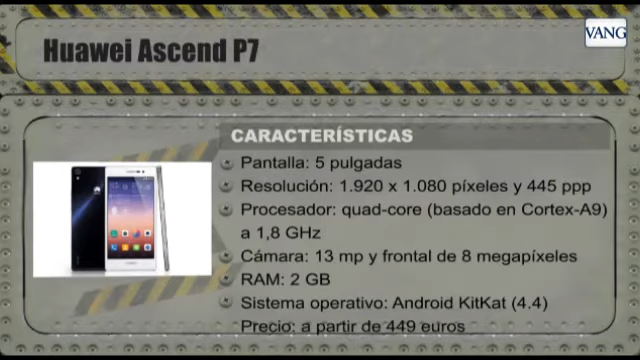 Huawei Ascend P7
VANG
CARACTERÍSTICAS
Pantalla: 5 pulgadas
Resolución: 1.920 x 1.080 píxeles y 445 ppp
Procesador: quad-core (basado en Cortex-A9)
a 1,8 GHz
Cámara: 13 mp y frontal de 8 megapíxeles
RAM: 2 GB
Sistema operativo: Android KitKat (4.4)
Precio: a partir de 449 euros